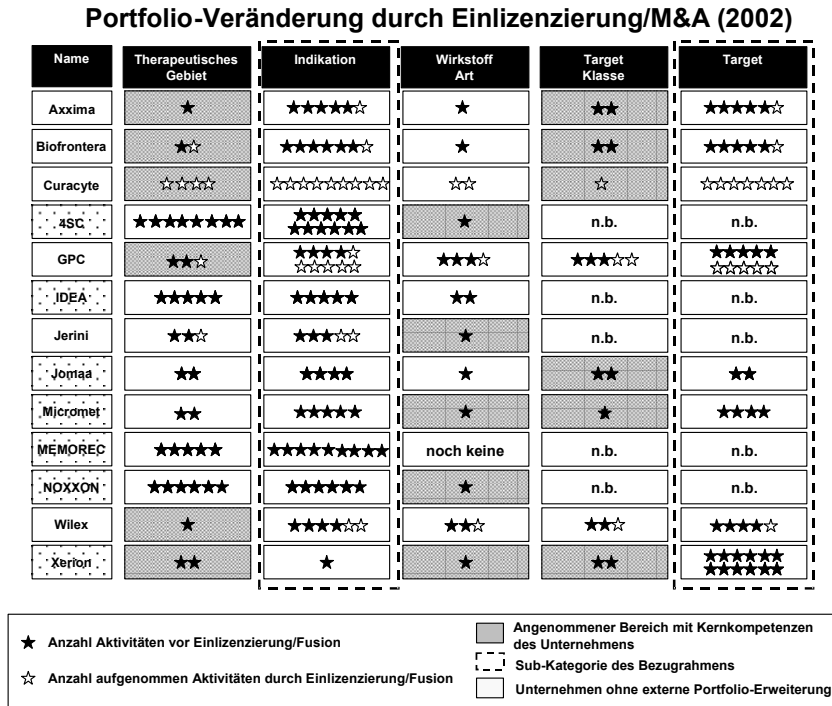 Portfolio-Veränderung durch Einlizenzierung/M&A (2002)
Name Therapeutisches Gebiet Indikation Wirkstoff Art Target Klasse Target
Axxima
Biofrontera
Curacyte
4SC n.b. n.b.
GPC
IDEA n.b. n.b.
Jerini n.b. n.b.
Jomaa
Micromet
MEMOREC noch keine n.b. n.b.
NOXXON n.b. n.b.
Wilex
Xerion
Anzahl Aktivitäten vor Einlizenzierung/Fusion
Anzahl aufgenommen Aktivitäten durch Einlizenzierung/Fusion
Angenommener Bereich mit Kernkompetenzen
des Unternehmens
Sub-Kategorie des Bezugrahmens
Unternehmen ohne externe Portfolio-Erweiterung